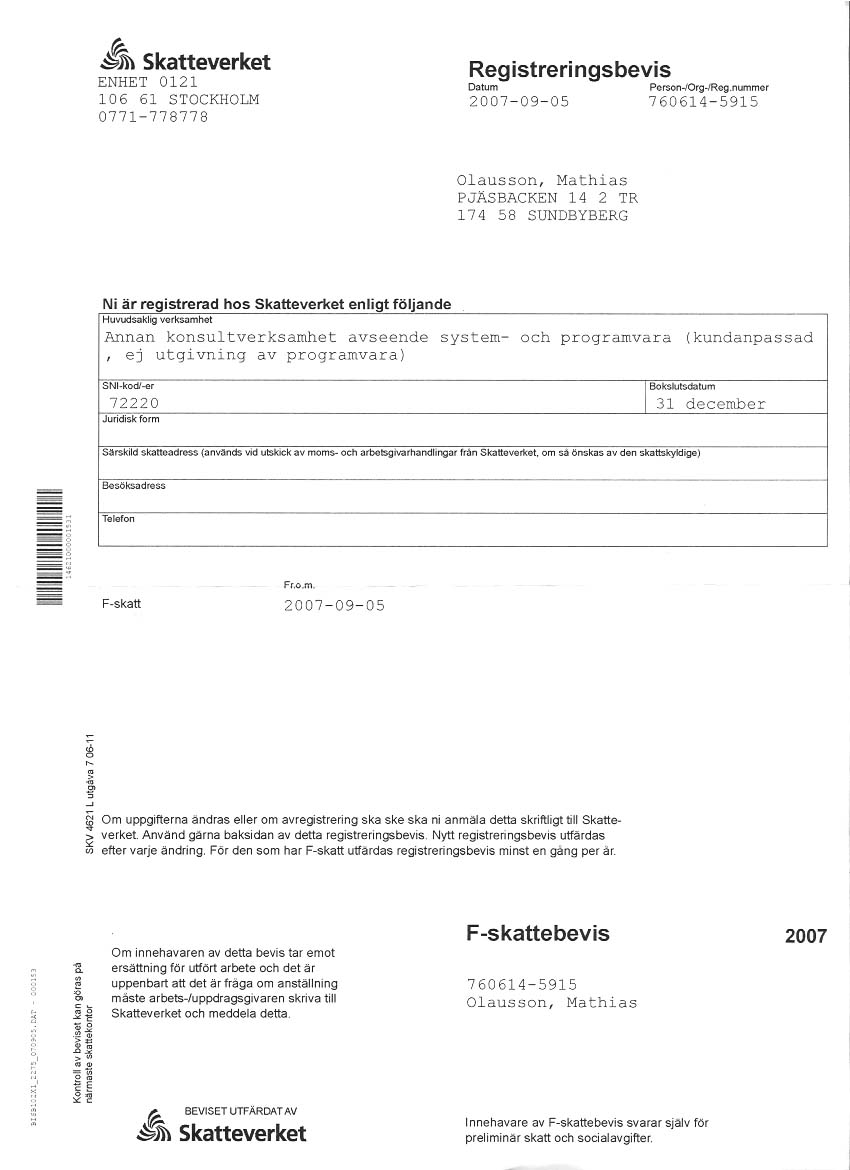 Skatteverket
ENHET 0121
106 61 STOCKHOLM
0771-778778
Registreringsbevis
Datum Person-/Org-/Reg.nummer
2007-09-05 760614-5915
Olausson, Mathias
PJÄSBACKEN 14 2 TR
174 58 SUNDBYBERG
Ni är registrerad hos Skatteverket enligt följande
Huvudsaklig verksamhet
Annan konsultverksamhet avseende system- och programvara (kundanpassad
, ej utgivning av programvara)
SNI-kod/-er Bokslutsdatum
72220 31 december
Juridisk form
Särskild skatteadress (används vid utskick av moms- och arbetsgivarhandlingar från Skatteverket, om så önskas av den skattskyldige)
Besöksadress
Telefon
14621000001531
Fr.o.m.
F-skatt 2007-09-05
SKV 4621 L utgåva 7 06-11
Om uppgifterna ändras eller om avregistrering ska ske ska ni anmäla detta skriftligt till Skatte-
verket. Använd gärna baksidan av detta registreringsbevis. Nytt registreringsbevis utfärdas
efter varje ändring. För den som har F-skatt utfärdas registreringsbevis minst en gång per år.
F-skattebevis 2007
760614-5915
Olausson, Mathias
Om innehavaren av detta bevis tar emot
ersättning för utfört arbete och det är
uppenbart att det är fråga om anställning
måste arbets-/uppdragsgivaren skriva till
Skatteverket och meddela detta.
Kontroll av beviset kan göras på
närmaste skattekontor
BEVISET UTFÄRDAT AV
Skatteverket
Innehavare av F-skattebevis svarar själv för
preliminär skatt och socialavgifter.